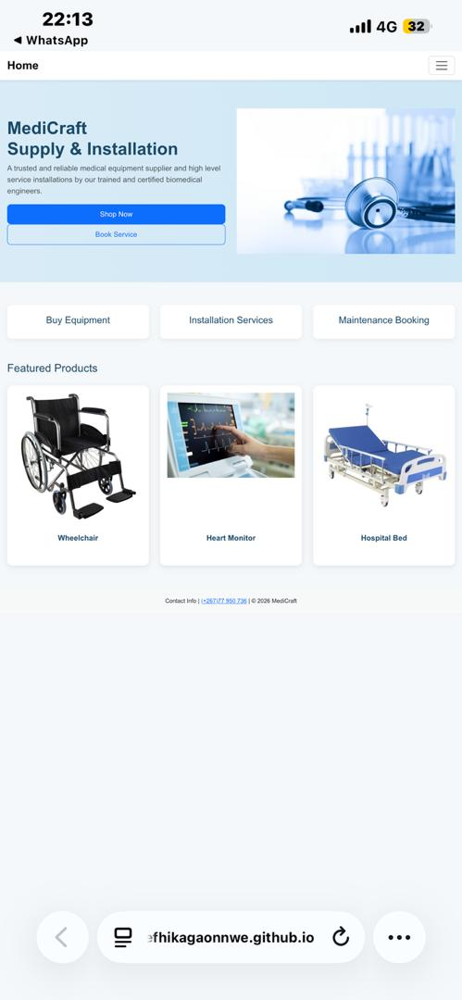 22:13
4G
32
◀ WhatsApp
Home
MediCraft
Supply & Installation
A trusted and reliable medical equipment supplier and high level
service installations by our trained and certified biomedical
engineers.
Shop Now
Book Service
Buy Equipment
Installation Services
Maintenance Booking
Featured Products
Wheelchair
Heart Monitor
Hospital Bed
Contact Info | (+267)77 950 736 | © 2026 MediCraft
efhikagaonnwe.github.io